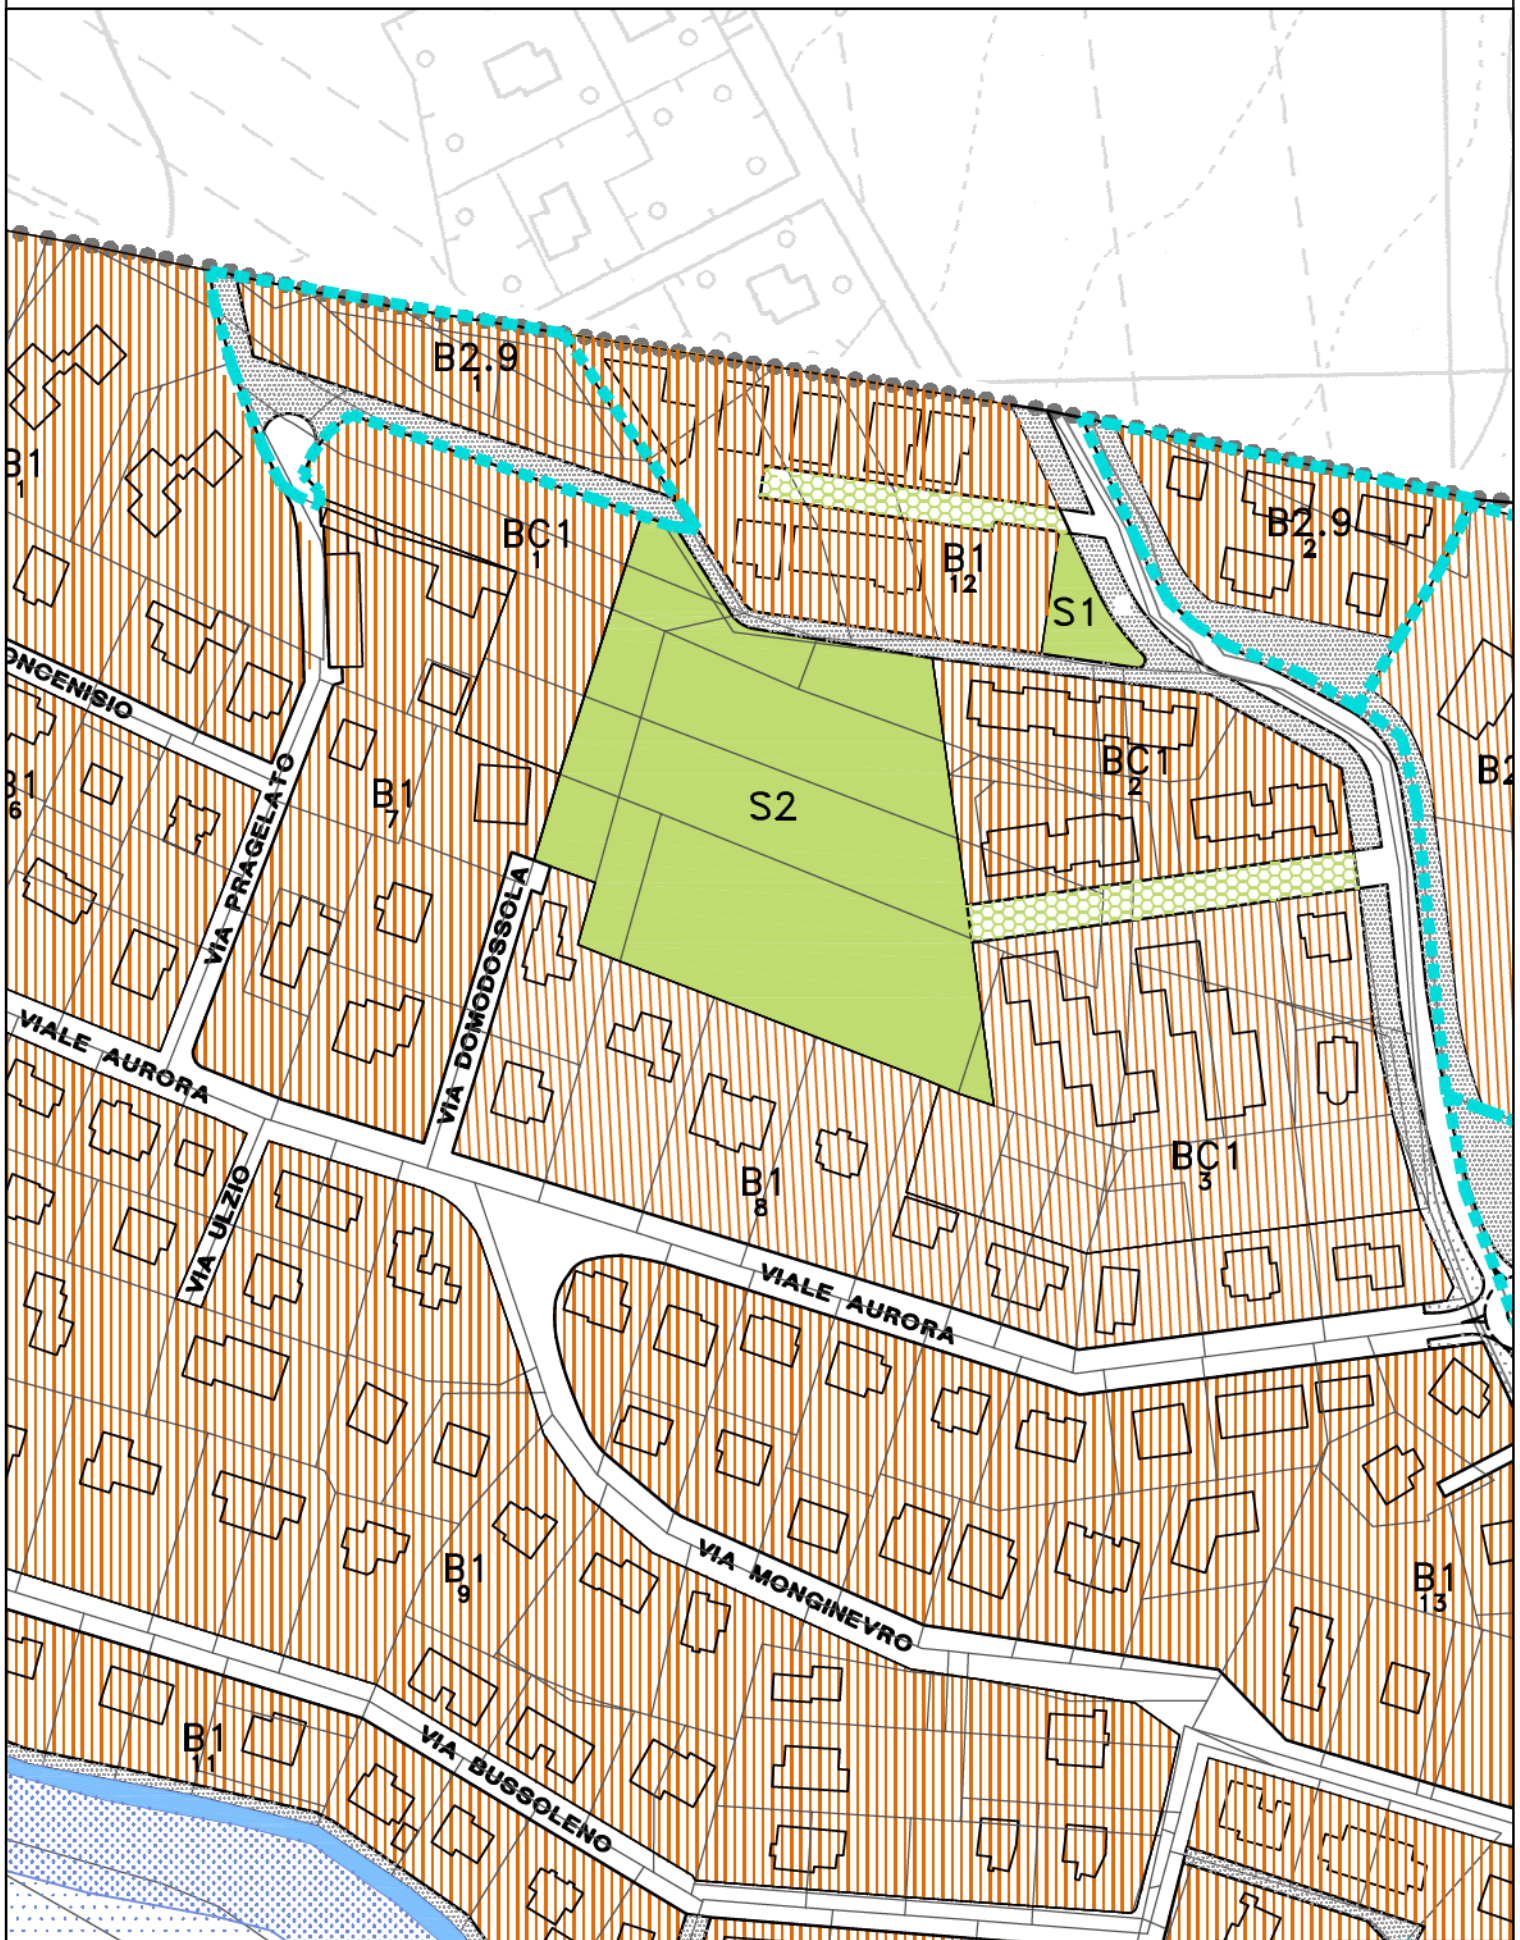 B2.9
1
B1
1
BC1
1
B1
12
S1
B2.9
2
ONCENISIO
B1
6
VIA PRAGELATO
B1
7
S2
BC1
2
B2
VIA DOMODOSSOLA
VIALE AURORA
VIA ULZIO
B1
8
BC1
3
VIALE AURORA
B1
9
VIA MONGINEVRO
B1
13
B1
11
VIA BUSSOLENO